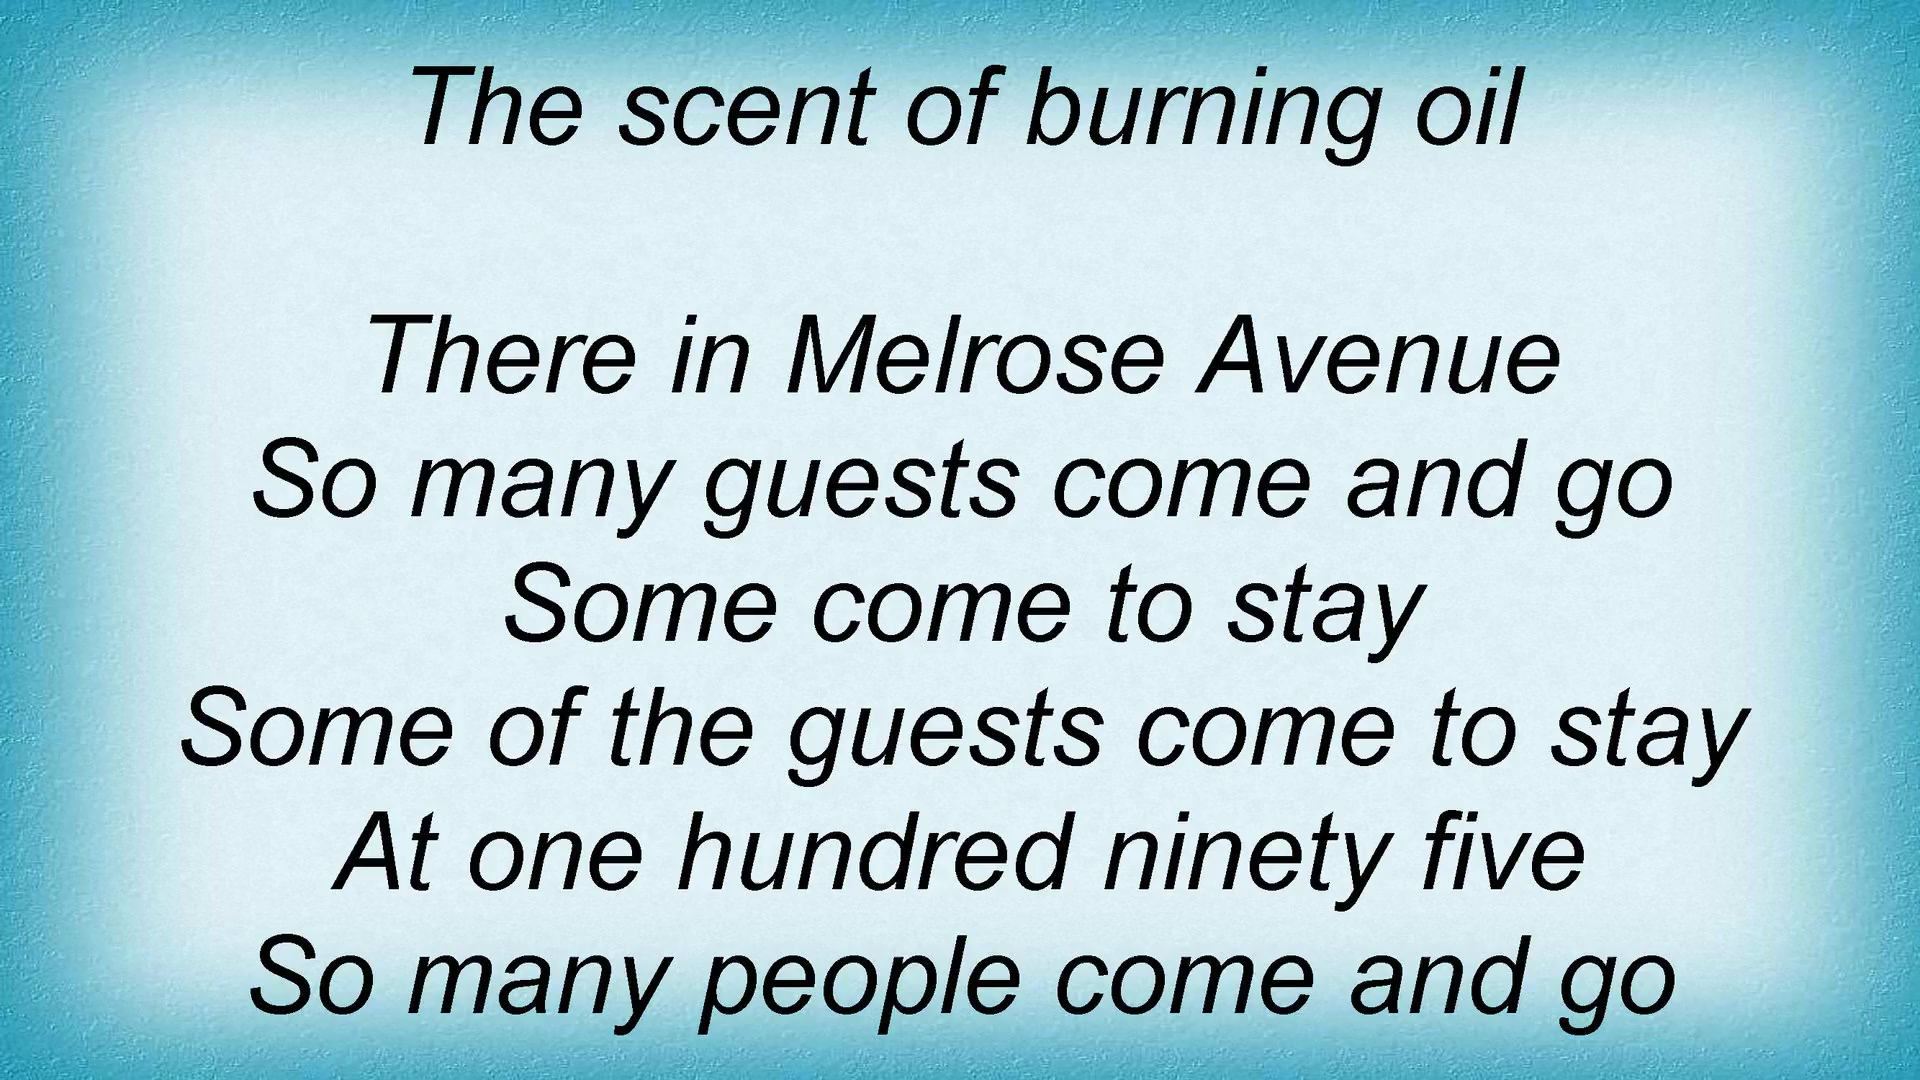 The scent of burning oil
There in Melrose Avenue
So many guests come and go
Some come to stay
Some of the guests come to stay
At one hundred ninety five
So many people come and go